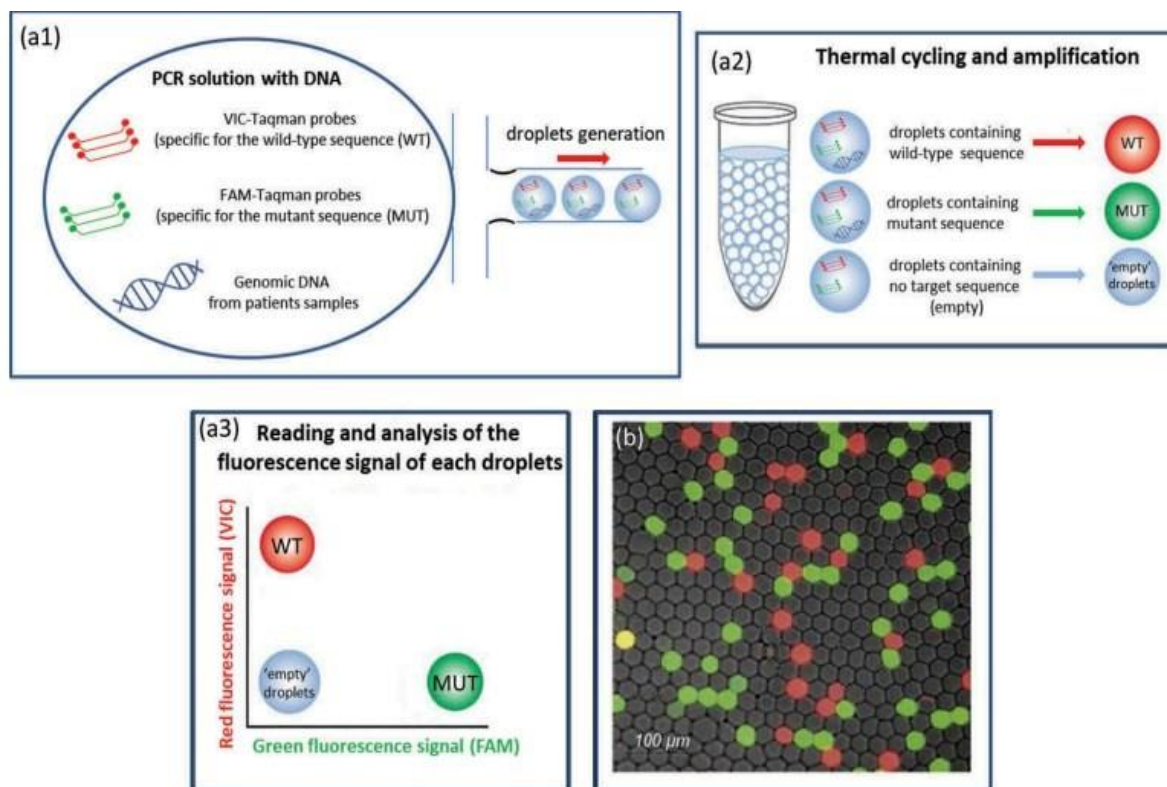 (a1)
PCR solution with DNA
VIC-Taqman probes
(specific for the wild-type sequence (WT)
FAM-Taqman probes
(specific for the mutant sequence (MUT)
Genomic DNA
from patients samples
droplets generation
(a2)
Thermal cycling and amplification
droplets containing
wild-type sequence
WT
droplets containing
mutant sequence
MUT
droplets containing
no target sequence
(empty)
'empty'
droplets
(a3)
Reading and analysis of the
fluorescence signal of each droplets
Red fluorescence signal (VIC)
WT
'empty'
droplets
MUT
Green fluorescence signal (FAM)
(b)
100 µm